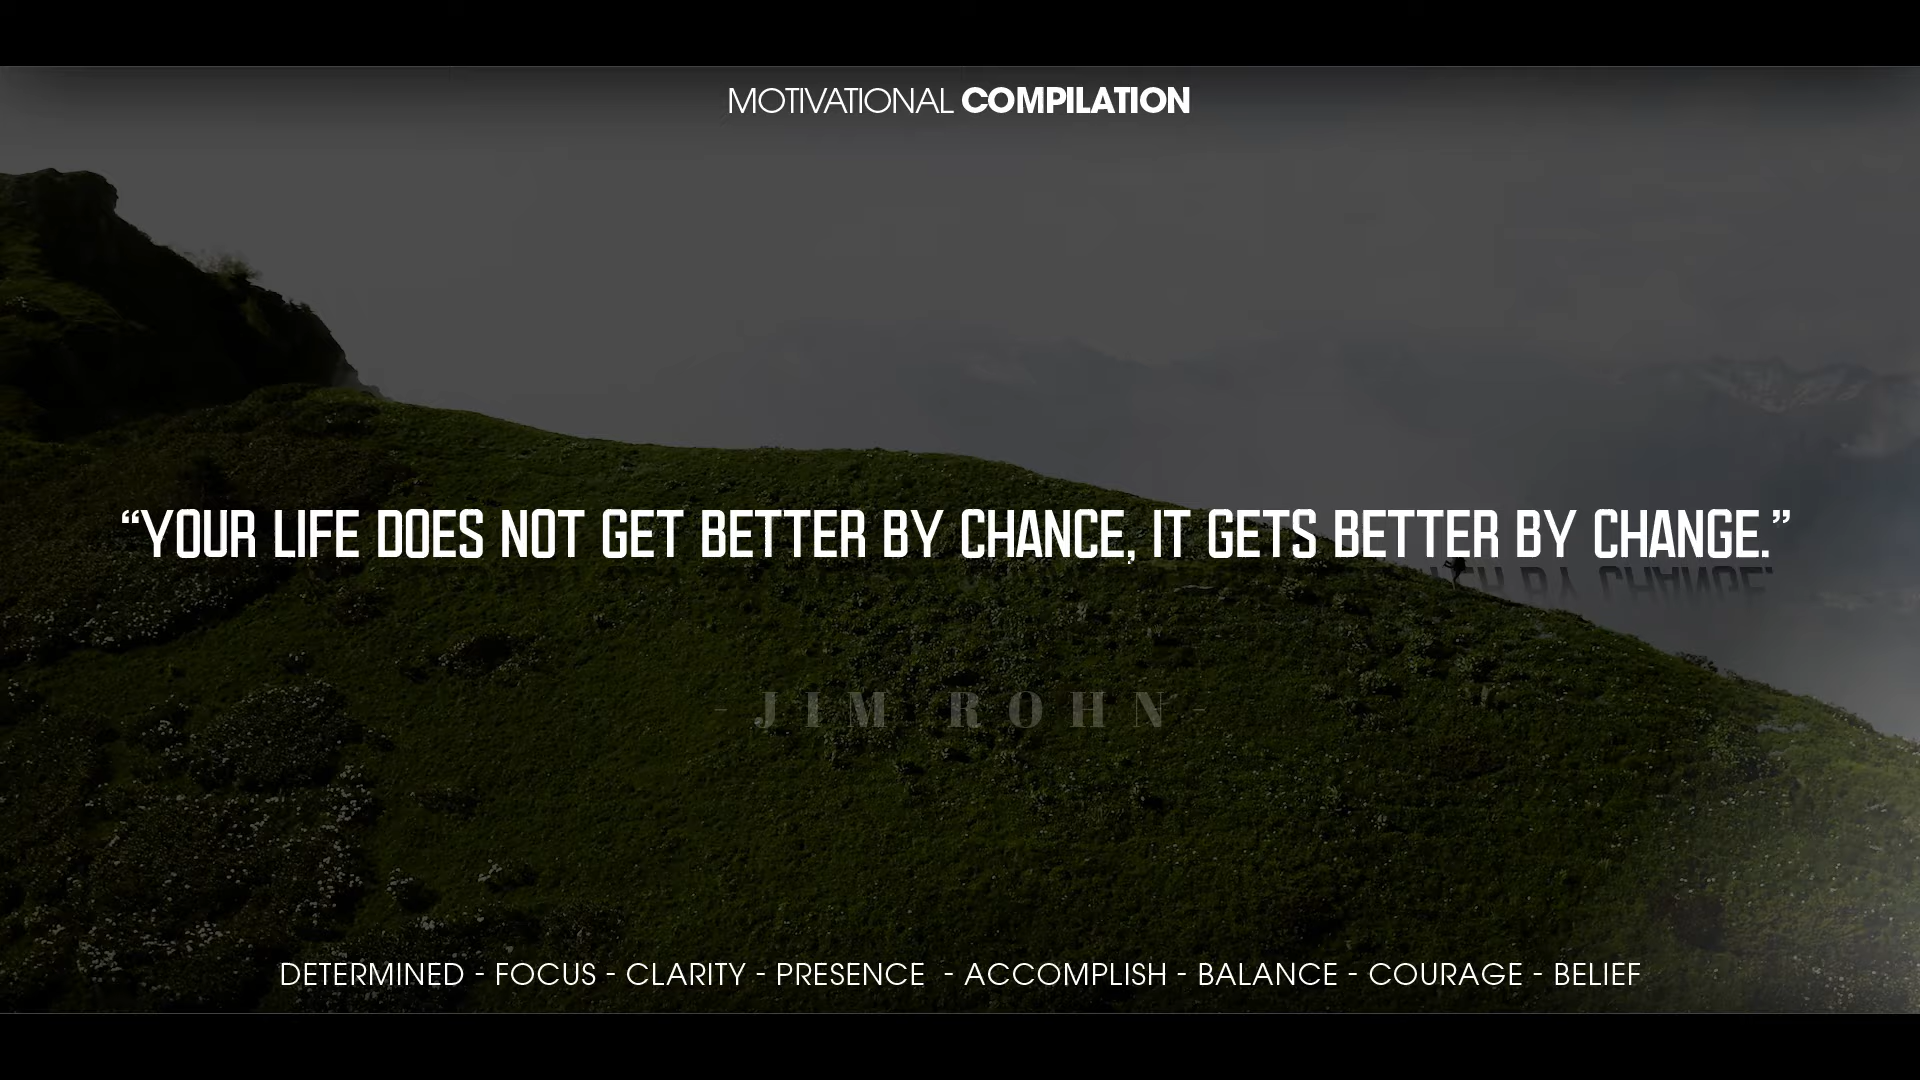 MOTIVATIONAL COMPILATION
“YOUR LIFE DOES NOT GET BETTER BY CHANCE, IT GETS BETTER BY CHANGE.”
- JIM ROHN -
DETERMINED - FOCUS - CLARITY - PRESENCE - ACCOMPLISH - BALANCE - COURAGE - BELIEF